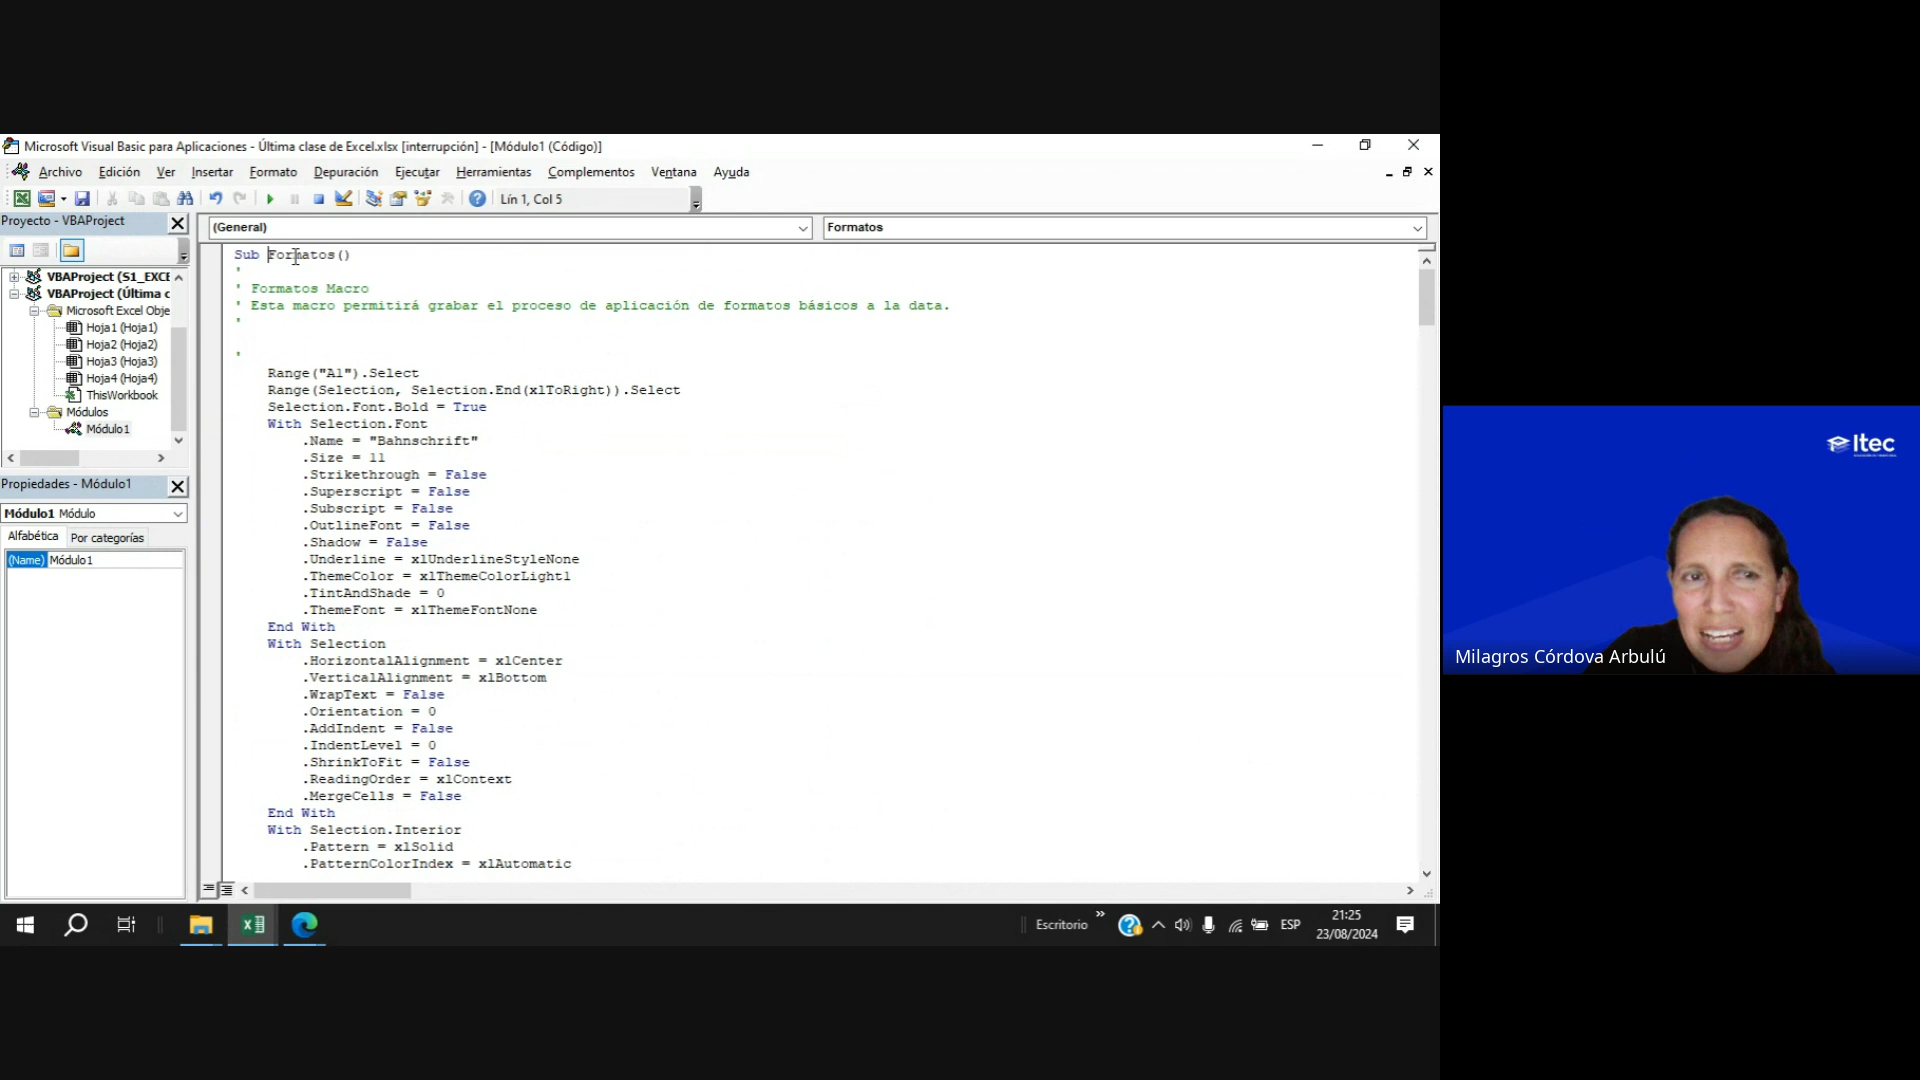 Microsoft Visual Basic para Aplicaciones - Última clase de Excel.xlsx [interrupción] - [Módulo1 (Código)]
Archivo Edición Ver Insertar Formato Depuración Ejecutar Herramientas Complementos Ventana Ayuda
Lín 1, Col 5
Proyecto - VBAProject
(General)
Formatos
VBAProject (S1_EXCE
VBAProject (Última c
Microsoft Excel Obje
Hoja1 (Hoja1)
Hoja2 (Hoja2)
Hoja3 (Hoja3)
Hoja4 (Hoja4)
ThisWorkbook
Módulos
Módulo1
Propiedades - Módulo1
Módulo1 Módulo
Alfabética Por categorías
(Name) Módulo1
Sub Formatos()
'
' Formatos Macro
' Esta macro permitirá grabar el proceso de aplicación de formatos básicos a la data.
'
'
Range("A1").Select
Range(Selection, Selection.End(xlToRight)).Select
Selection.Font.Bold = True
With Selection.Font
.Name = "Bahnschrift"
.Size = 11
.Strikethrough = False
.Superscript = False
.Subscript = False
.OutlineFont = False
.Shadow = False
.Underline = xlUnderlineStyleNone
.ThemeColor = xlThemeColorLight1
.TintAndShade = 0
.ThemeFont = xlThemeFontNone
End With
With Selection
.HorizontalAlignment = xlCenter
.VerticalAlignment = xlBottom
.WrapText = False
.Orientation = 0
.AddIndent = False
.IndentLevel = 0
.ShrinkToFit = False
.ReadingOrder = xlContext
.MergeCells = False
End With
With Selection.Interior
.Pattern = xlSolid
.PatternColorIndex = xlAutomatic
Escritorio
ESP
21:25
23/08/2024
Itec
Milagros Córdova Arbulú